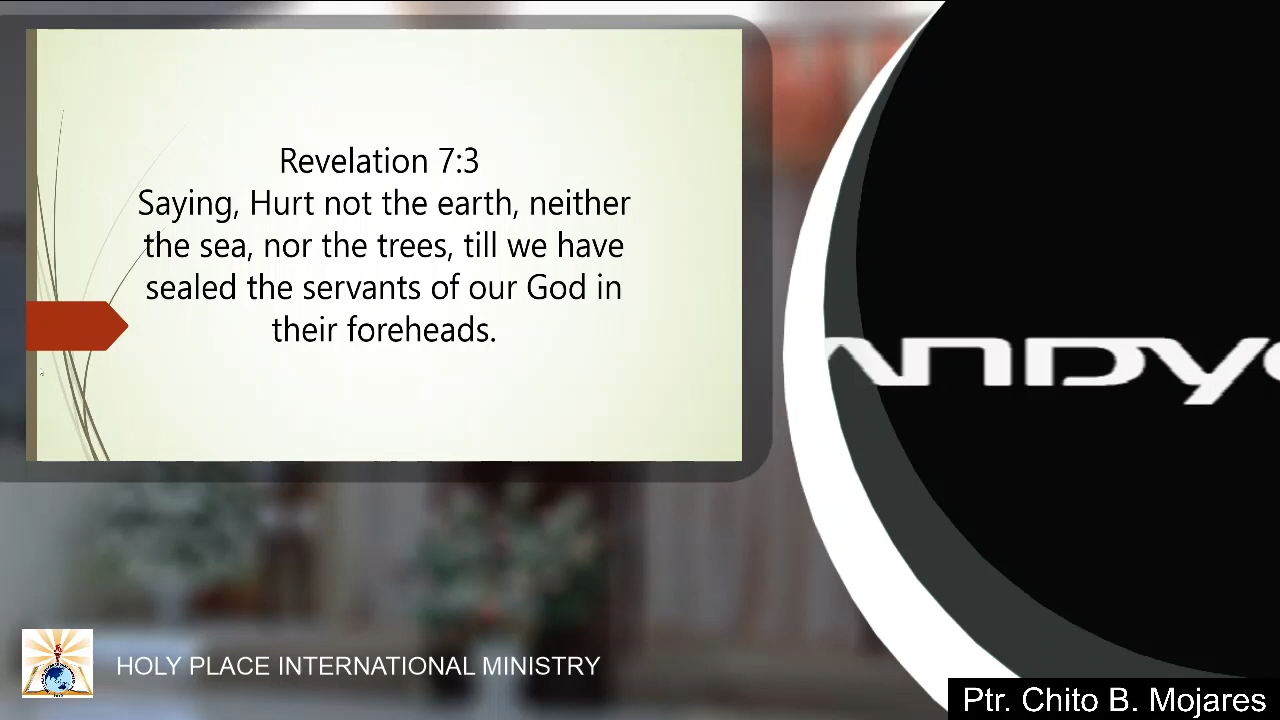 Revelation 7:3
Saying, Hurt not the earth, neither
the sea, nor the trees, till we have
sealed the servants of our God in
their foreheads.
HOLY PLACE INTERNATIONAL MINISTRY
Ptr. Chito B. Mojares